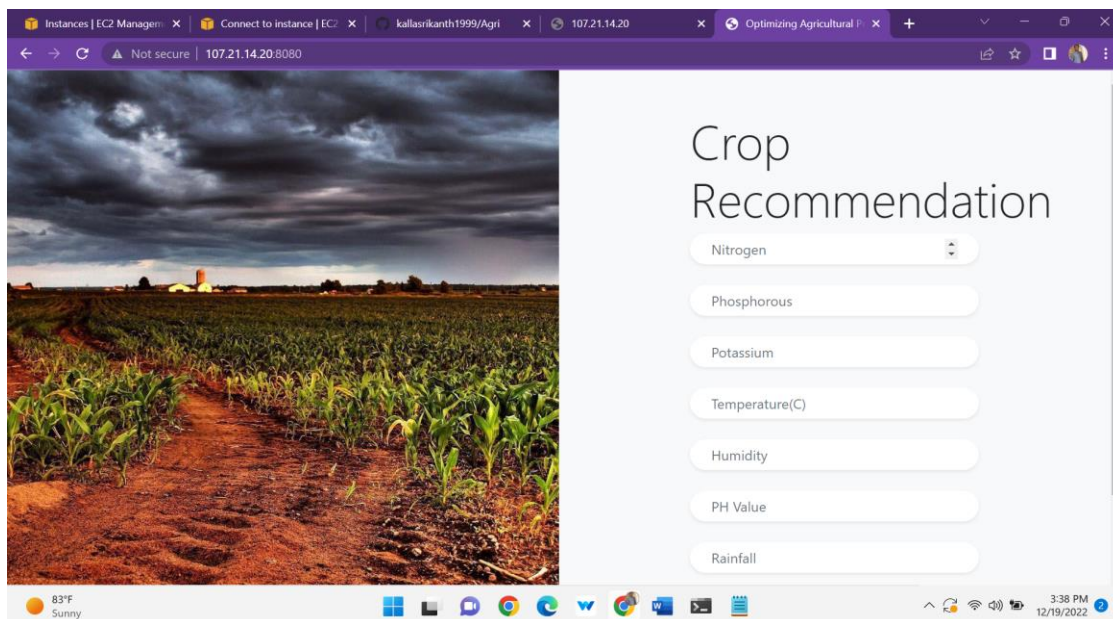 Instances | EC2 Managem
Connect to instance | EC2
kallasrikanth1999/Agri
107.21.14.20
Optimizing Agricultural P
Not secure | 107.21.14.20:8080
Crop
Recommendation
Nitrogen
Phosphorous
Potassium
Temperature(C)
Humidity
PH Value
Rainfall
83°F
Sunny
3:38 PM
12/19/2022
2